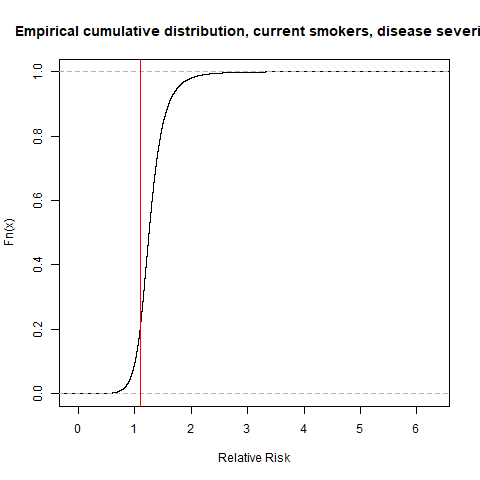 Empirical cumulative distribution, current smokers, disease severi
1.0
0.8
0.6
0.4
0.2
0.0
Fn(x)
0 1 2 3 4 5 6
Relative Risk